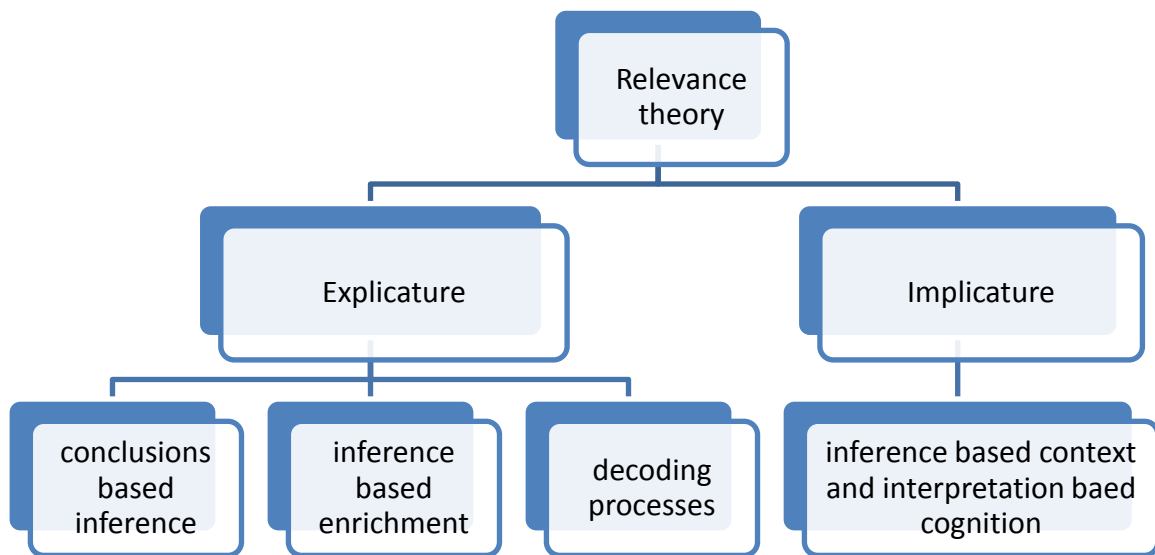 Relevance
theory
Explicature
Implicature
conclusions
based
inference
inference
based
enrichment
decoding
processes
inference based context
and interpretation baed
cognition